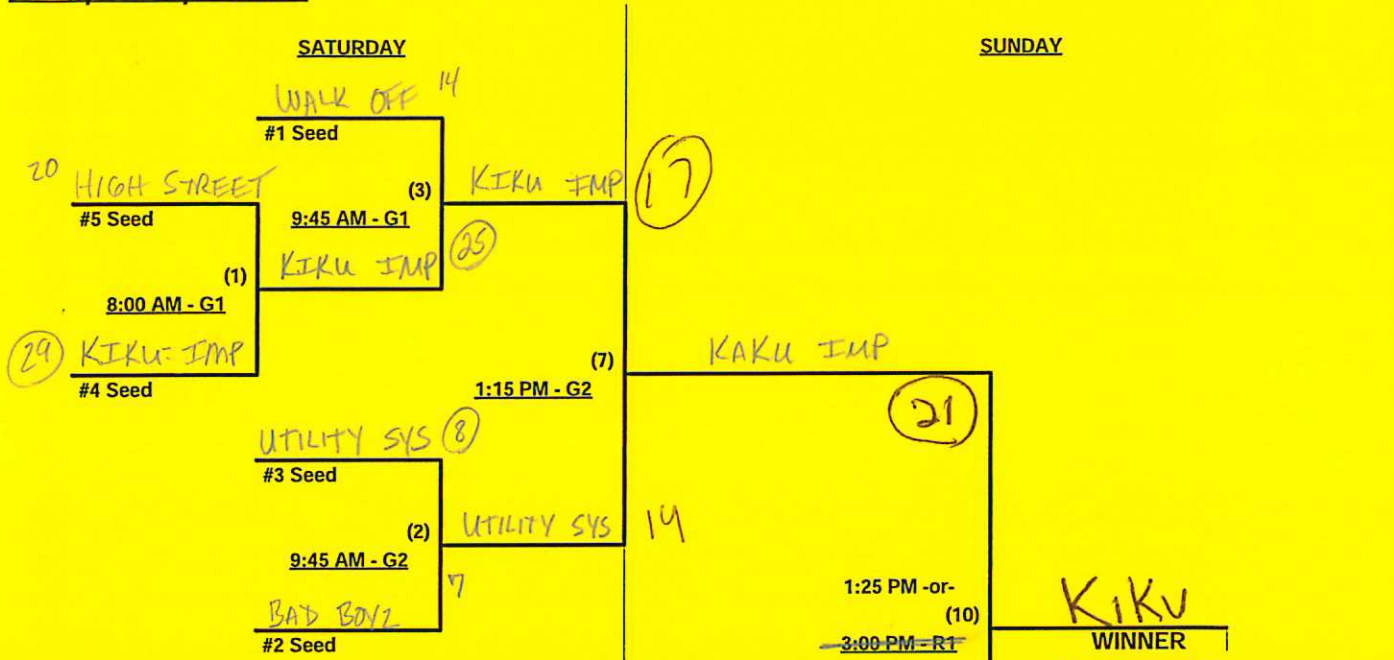 SATURDAY
SUNDAY
WALK OFF 14
#1 Seed
20 HIGH STREET
#5 Seed
(3)
9:45 AM - G1
KIKU IMP 17
(1)
8:00 AM - G1
KIKU IMP 25
29 KIKU-IMP
#4 Seed
(7)
1:15 PM - G2
KAKU IMP
21
UTILITY SYS 8
#3 Seed
(2)
9:45 AM - G2
UTILITY SYS 14
7
BAD BOYZ
#2 Seed
1:25 PM -or-
(10)
3:00 PM - R1
KIKU
WINNER